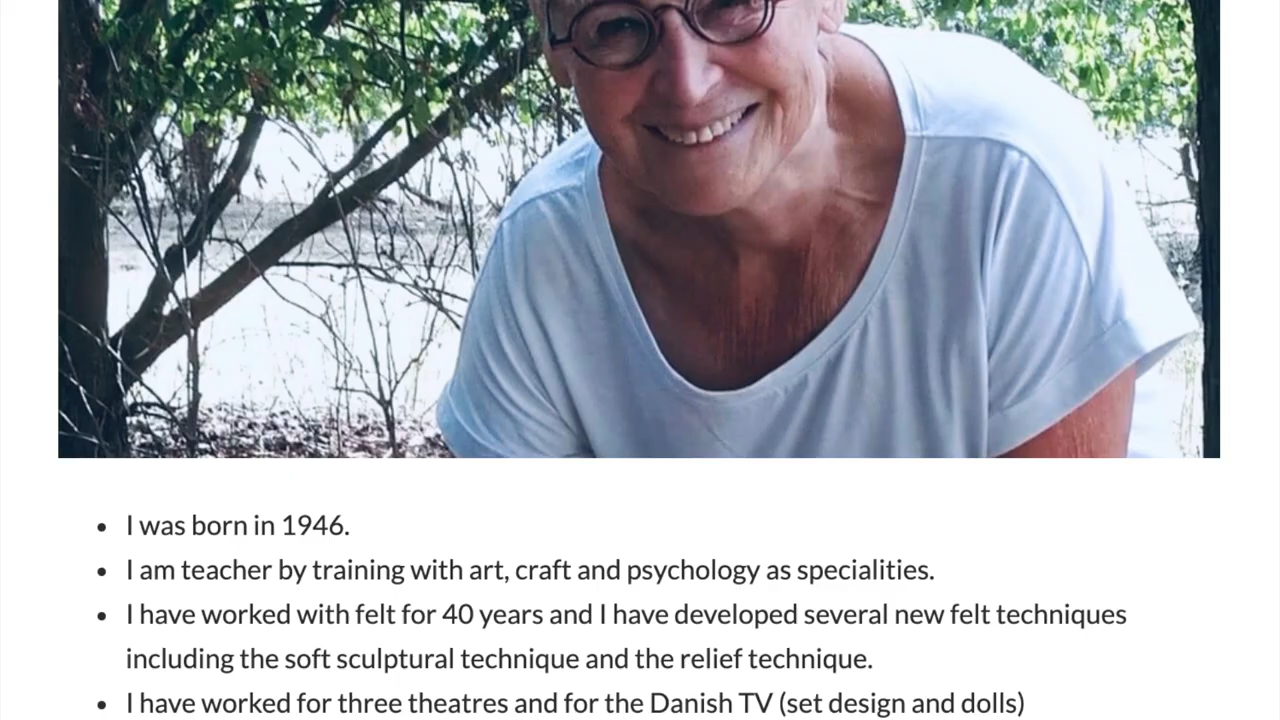 • I was born in 1946.
• I am teacher by training with art, craft and psychology as specialities.
• I have worked with felt for 40 years and I have developed several new felt techniques
including the soft sculptural technique and the relief technique.
• I have worked for three theatres and for the Danish TV (set design and dolls)